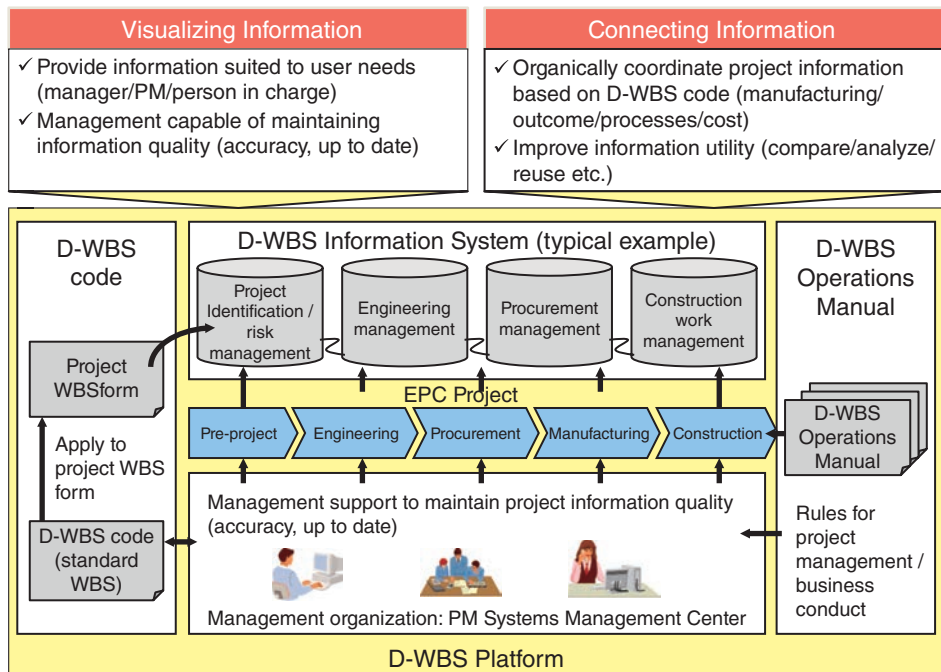 Visualizing Information
✓ Provide information suited to user needs
(manager/PM/person in charge)
✓ Management capable of maintaining
information quality (accuracy, up to date)
Connecting Information
✓ Organically coordinate project information
based on D-WBS code (manufacturing/
outcome/processes/cost)
✓ Improve information utility (compare/analyze/
reuse etc.)
D-WBS
code
Project
WBSform
Apply to
project WBS
form
D-WBS code
(standard
WBS)
D-WBS Information System (typical example)
Project
Identification /
risk
management
Engineering
management
Procurement
management
Construction
work
management
EPC Project
Pre-project
Engineering
Procurement
Manufacturing
Construction
Management support to maintain project information quality
(accuracy, up to date)
Management organization: PM Systems Management Center
D-WBS
Operations
Manual
D-WBS
Operations
Manual
Rules for
project
management /
business
conduct
D-WBS Platform